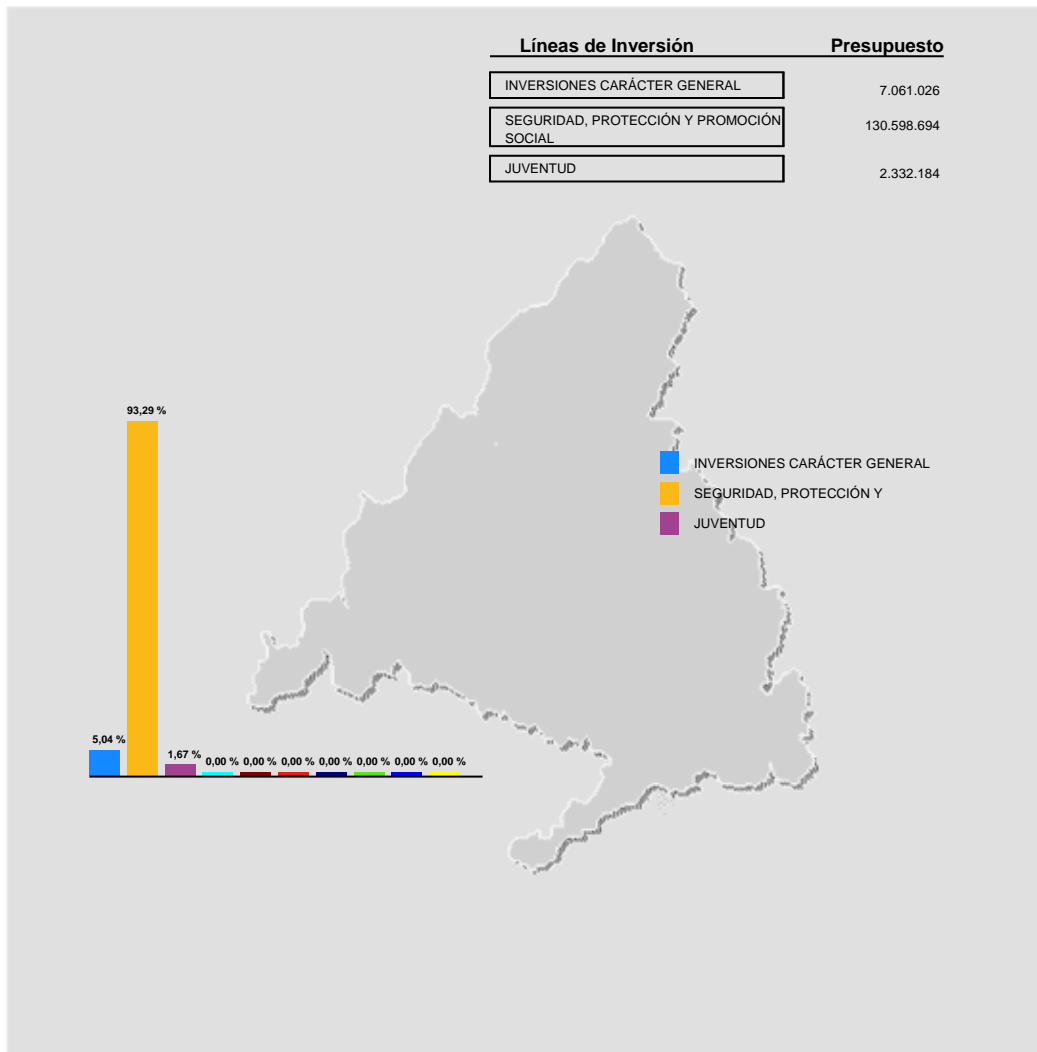 Líneas de Inversión Presupuesto
INVERSIONES CARÁCTER GENERAL 7.061.026
SEGURIDAD, PROTECCIÓN Y PROMOCIÓN 130.598.694
SOCIAL
JUVENTUD 2.332.184
93,29 %
INVERSIONES CARÁCTER GENERAL
SEGURIDAD, PROTECCIÓN Y
JUVENTUD
5,04 %
1,67 %
0,00 % 0,00 % 0,00 % 0,00 % 0,00 % 0,00 % 0,00 %